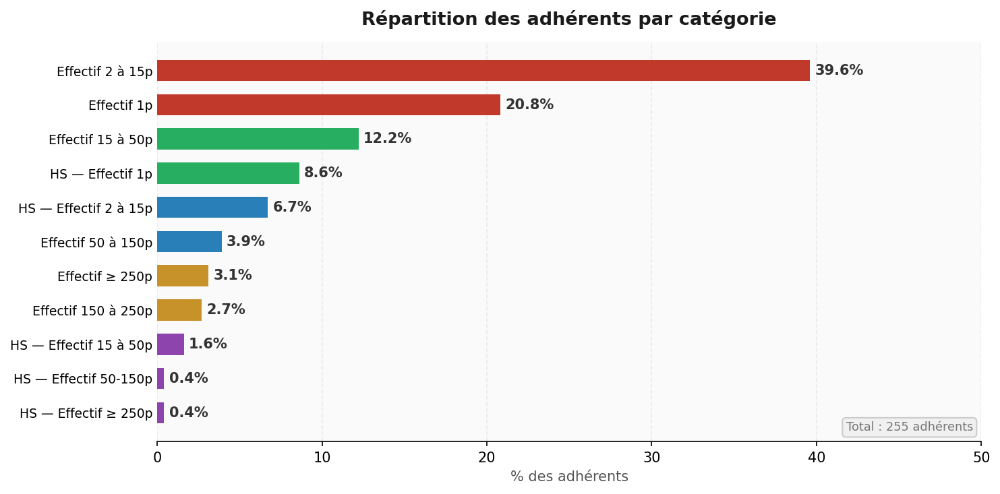 Répartition des adhérents par catégorie
Effectif 2 à 15p 39.6%
Effectif 1p 20.8%
Effectif 15 à 50p 12.2%
HS — Effectif 1p 8.6%
HS — Effectif 2 à 15p 6.7%
Effectif 50 à 150p 3.9%
Effectif ≥ 250p 3.1%
Effectif 150 à 250p 2.7%
HS — Effectif 15 à 50p 1.6%
HS — Effectif 50-150p 0.4%
HS — Effectif ≥ 250p 0.4%
Total : 255 adhérents
0 10 20 30 40 50
% des adhérents